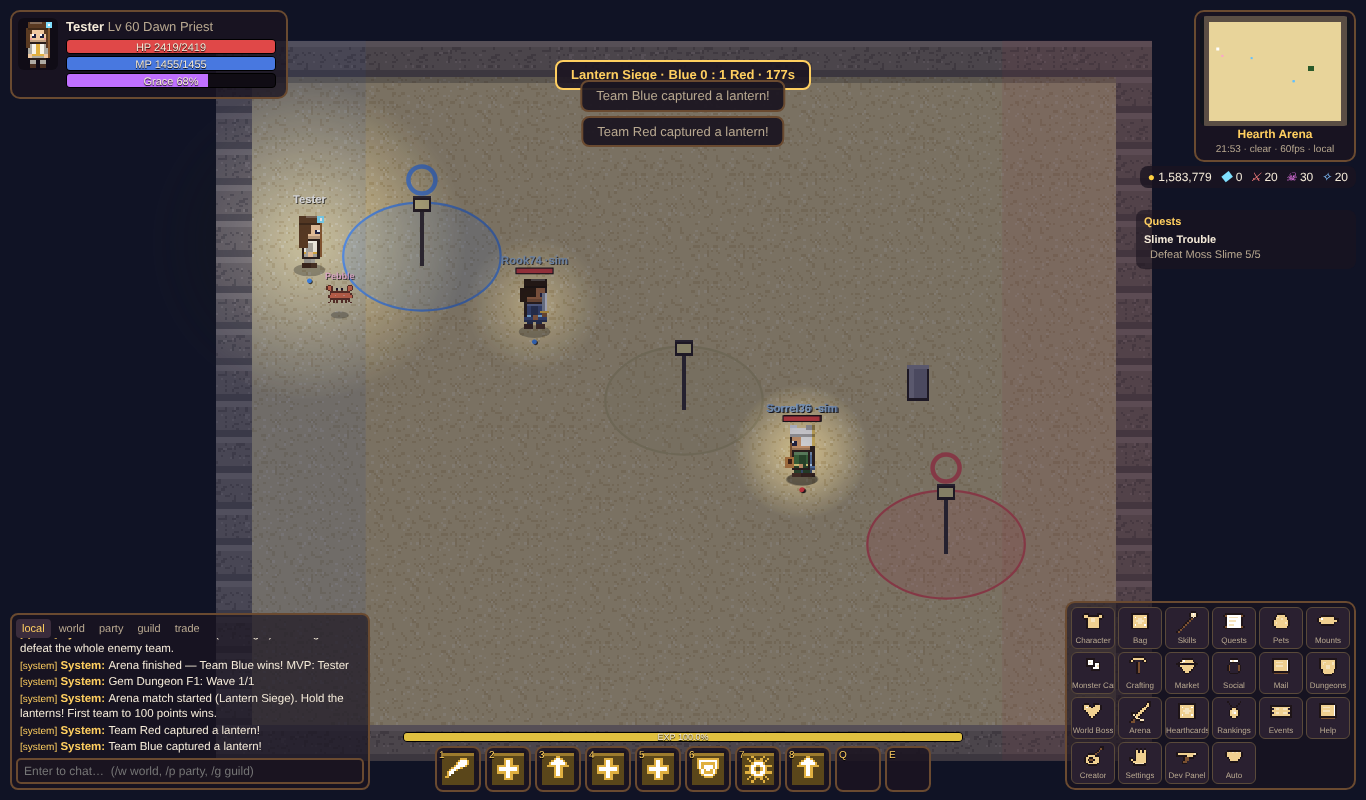 Tester Lv 60 Dawn Priest
HP 2419/2419
MP 1455/1455
Grace 68%
Lantern Siege · Blue 0 : 1 Red · 177s
Team Blue captured a lantern!
Team Red captured a lantern!
Hearth Arena
21:53 · clear · 60fps · local
1,583,779 0 20 30 20
Quests
Slime Trouble
Defeat Moss Slime 5/5
Tester
Pebble
Rook74 ·sim
Sorrel36 ·sim
local world party guild trade
defeat the whole enemy team.
[system] System: Arena finished — Team Blue wins! MVP: Tester
[system] System: Gem Dungeon F1: Wave 1/1
[system] System: Arena match started (Lantern Siege). Hold the
lanterns! First team to 100 points wins.
[system] System: Team Red captured a lantern!
[system] System: Team Blue captured a lantern!
Enter to chat… (/w world, /p party, /g guild)
EXP 100.0%
1 2 3 4 5 6 7 8 Q E
Character Bag Skills Quests Pets Mounts
Monster Ca Crafting Market Social Mail Dungeons
World Boss Arena Hearthcards Rankings Events Help
Creator Settings Dev Panel Auto